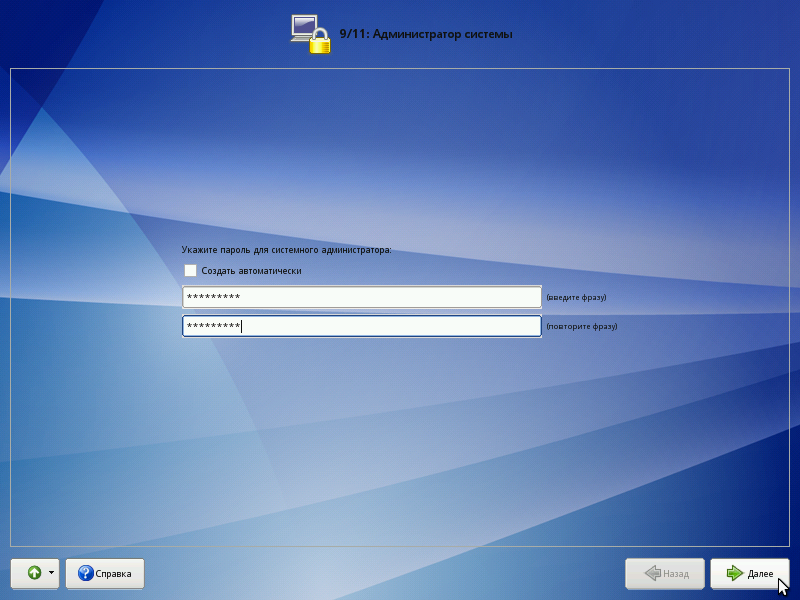 9/11: Администратор системы
Укажите пароль для системного администратора:
Создать автоматически
********* (введите фразу)
********* (повторите фразу)
Справка
Назад
Далее